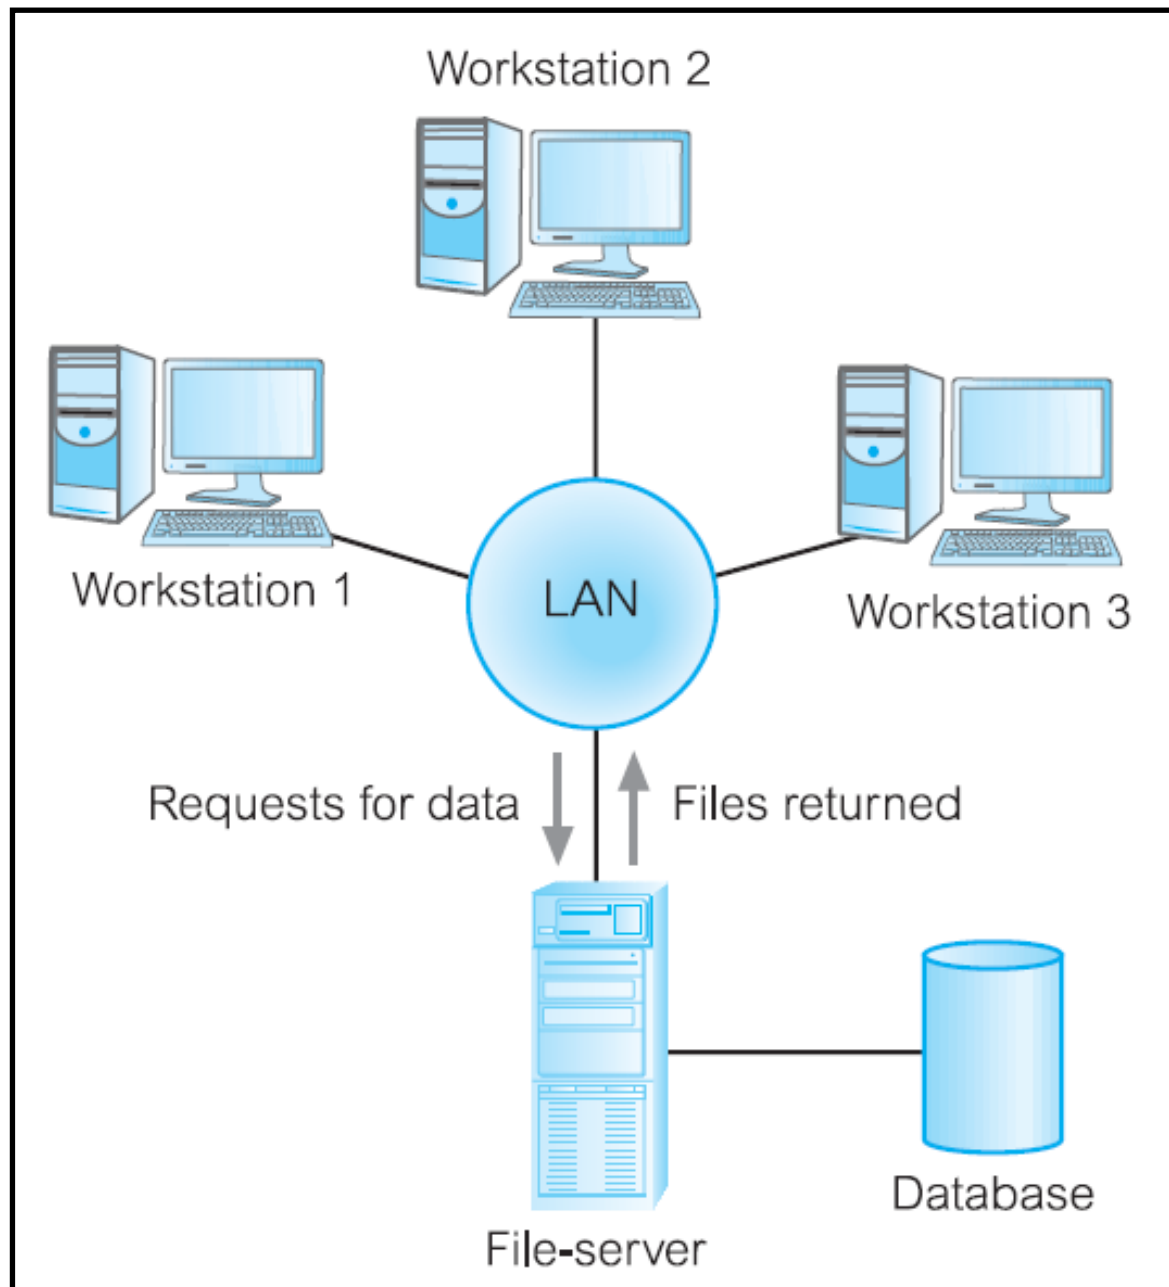 Workstation 2
Workstation 1
LAN
Workstation 3
Requests for data
Files returned
Database
File-server